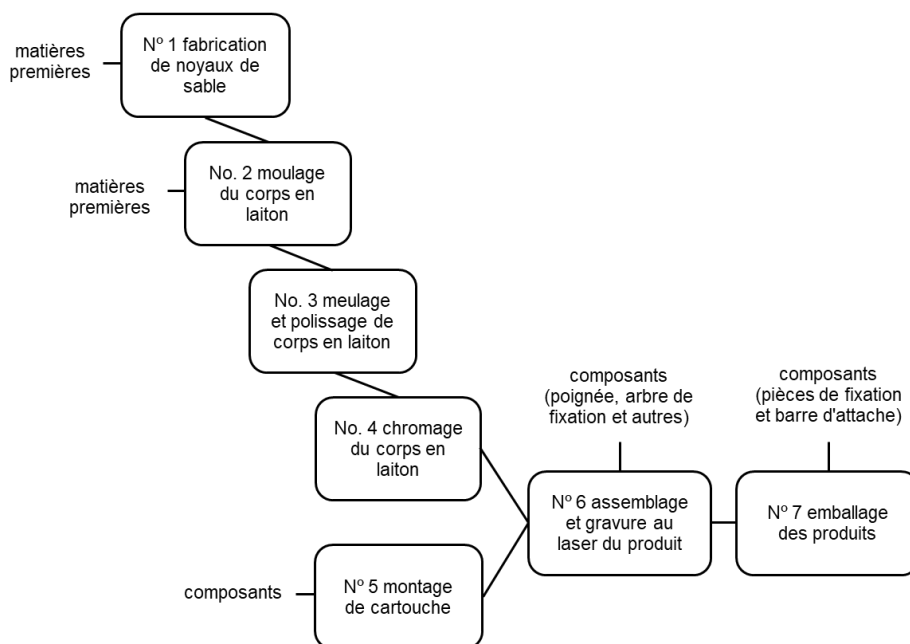 matières
premières
Nº 1 fabrication
de noyaux de
sable
matières
premières
No. 2 moulage
du corps en
laiton
No. 3 meulage
et polissage de
corps en laiton
No. 4 chromage
du corps en
laiton
composants
(poignée, arbre de
fixation et autres)
composants
(pièces de fixation
et barre d'attache)
Nº 6 assemblage
et gravure au
laser du produit
Nº 7 emballage
des produits
composants
Nº 5 montage
de cartouche